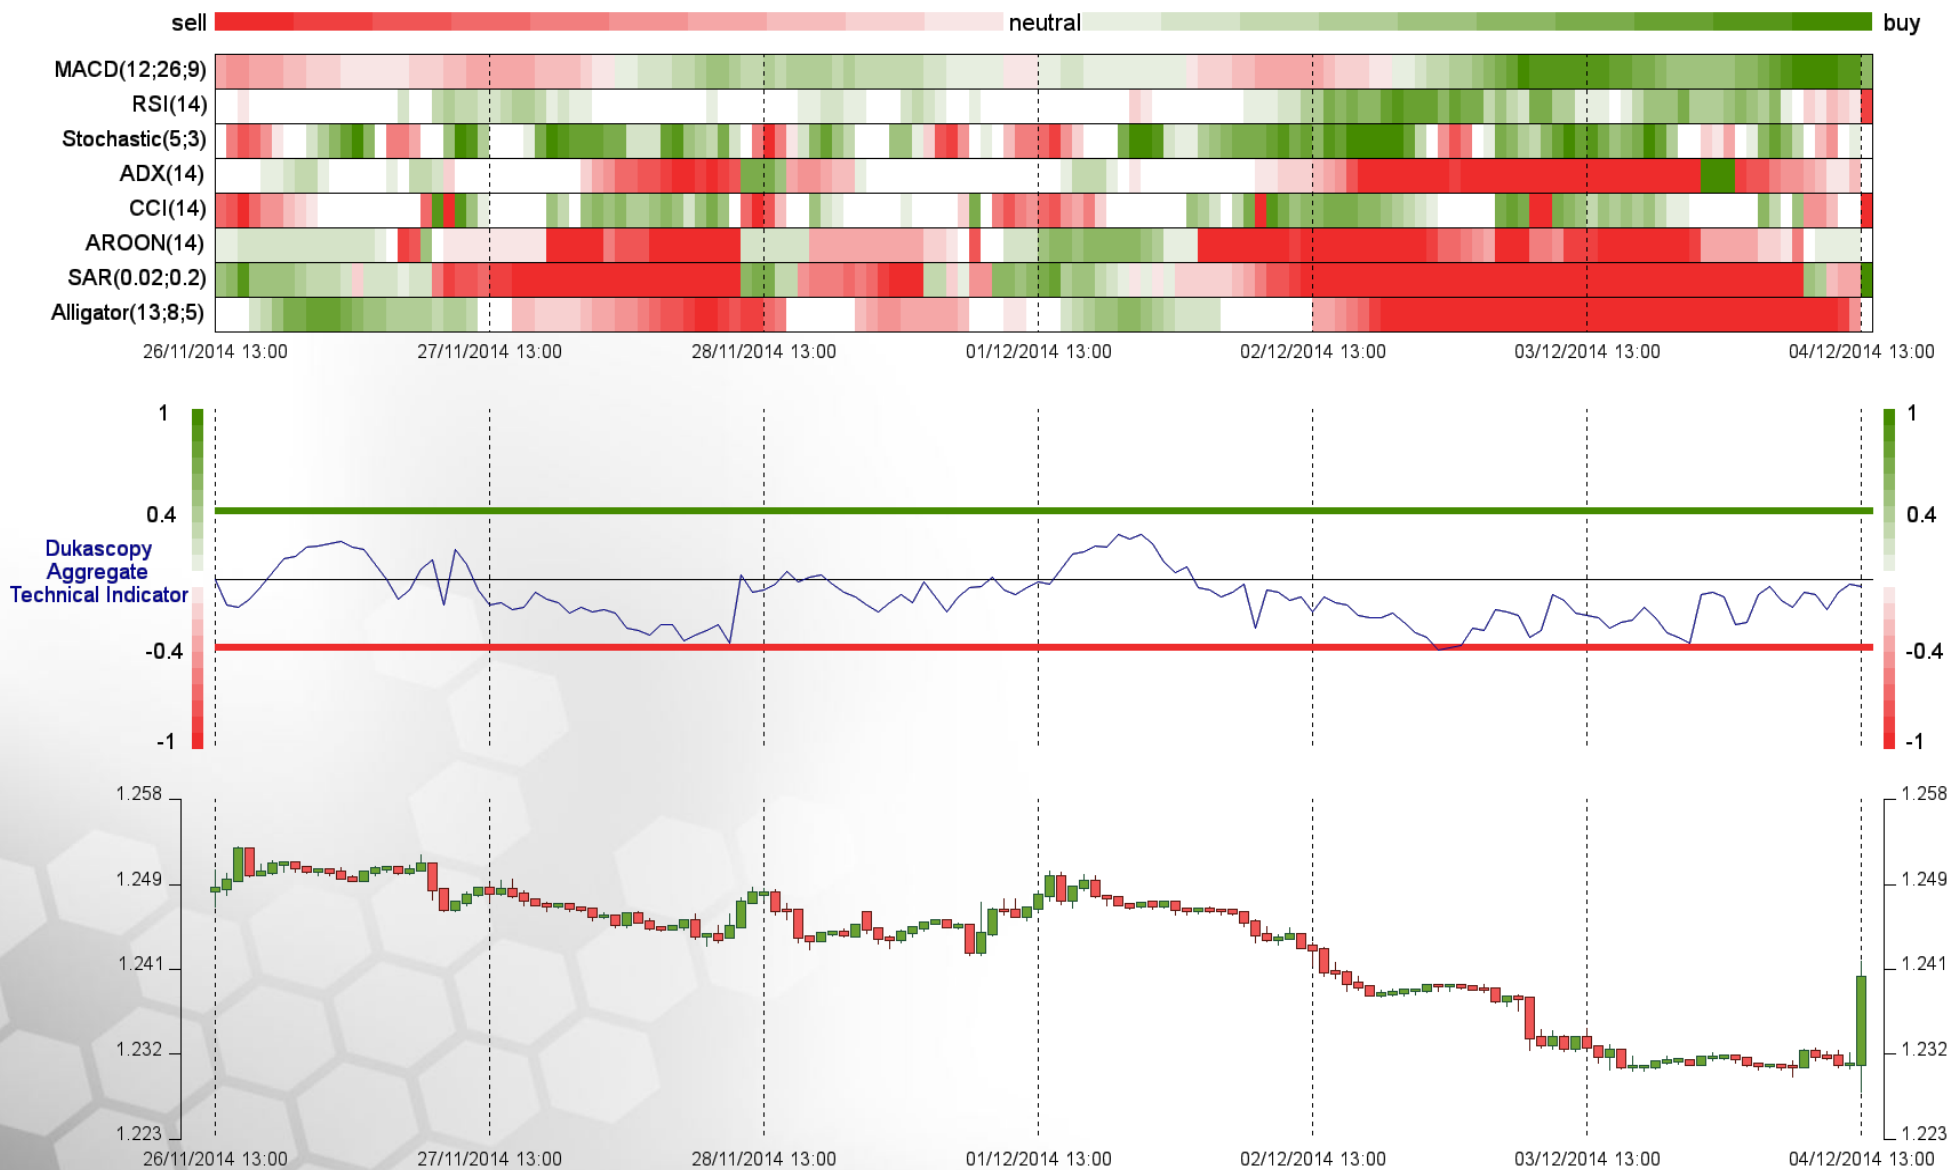 sell neutral buy
MACD(12;26;9)
RSI(14)
Stochastic(5;3)
ADX(14)
CCI(14)
AROON(14)
SAR(0.02;0.2)
Alligator(13;8;5)
26/11/2014 13:00 27/11/2014 13:00 28/11/2014 13:00 01/12/2014 13:00 02/12/2014 13:00 03/12/2014 13:00 04/12/2014 13:00
1 1
0.4 0.4
Dukascopy
Aggregate
Technical Indicator
-0.4 -0.4
-1 -1
1.258 1.258
1.249 1.249
1.241 1.241
1.232 1.232
1.223 1.223
26/11/2014 13:00 27/11/2014 13:00 28/11/2014 13:00 01/12/2014 13:00 02/12/2014 13:00 03/12/2014 13:00 04/12/2014 13:00